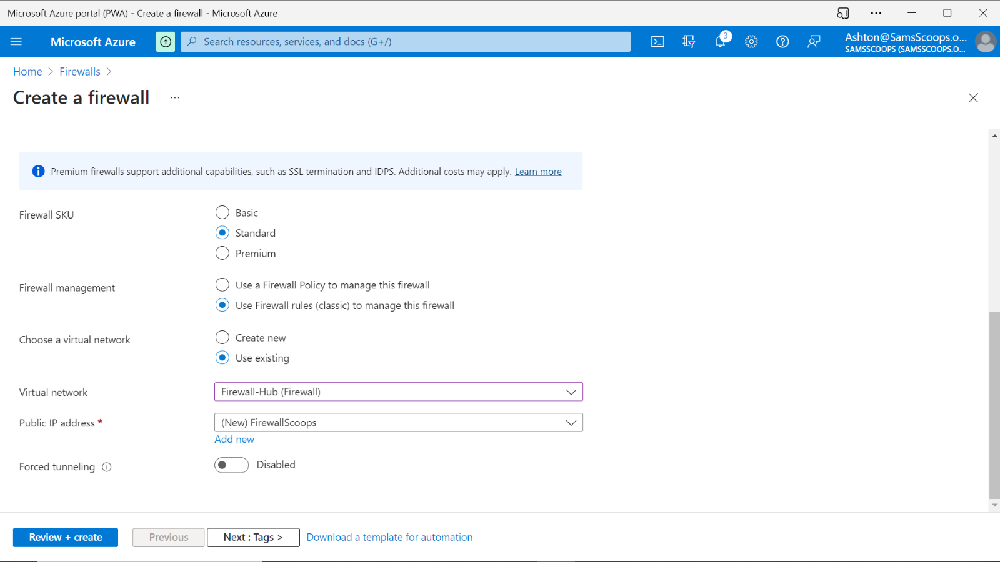 Microsoft Azure portal (PWA) - Create a firewall - Microsoft Azure
Microsoft Azure
Search resources, services, and docs (G+/)
3
Ashton@SamsScoops.o...
SAMSSCOOPS (SAMSSCOOPS.O...
Home > Firewalls >
Create a firewall ...
Premium firewalls support additional capabilities, such as SSL termination and IDPS. Additional costs may apply. Learn more
Firewall SKU
Basic
Standard
Premium
Firewall management
Use a Firewall Policy to manage this firewall
Use Firewall rules (classic) to manage this firewall
Choose a virtual network
Create new
Use existing
Virtual network
Firewall-Hub (Firewall)
Public IP address *
(New) FirewallScoops
Add new
Forced tunneling
Disabled
Review + create
Previous
Next : Tags >
Download a template for automation